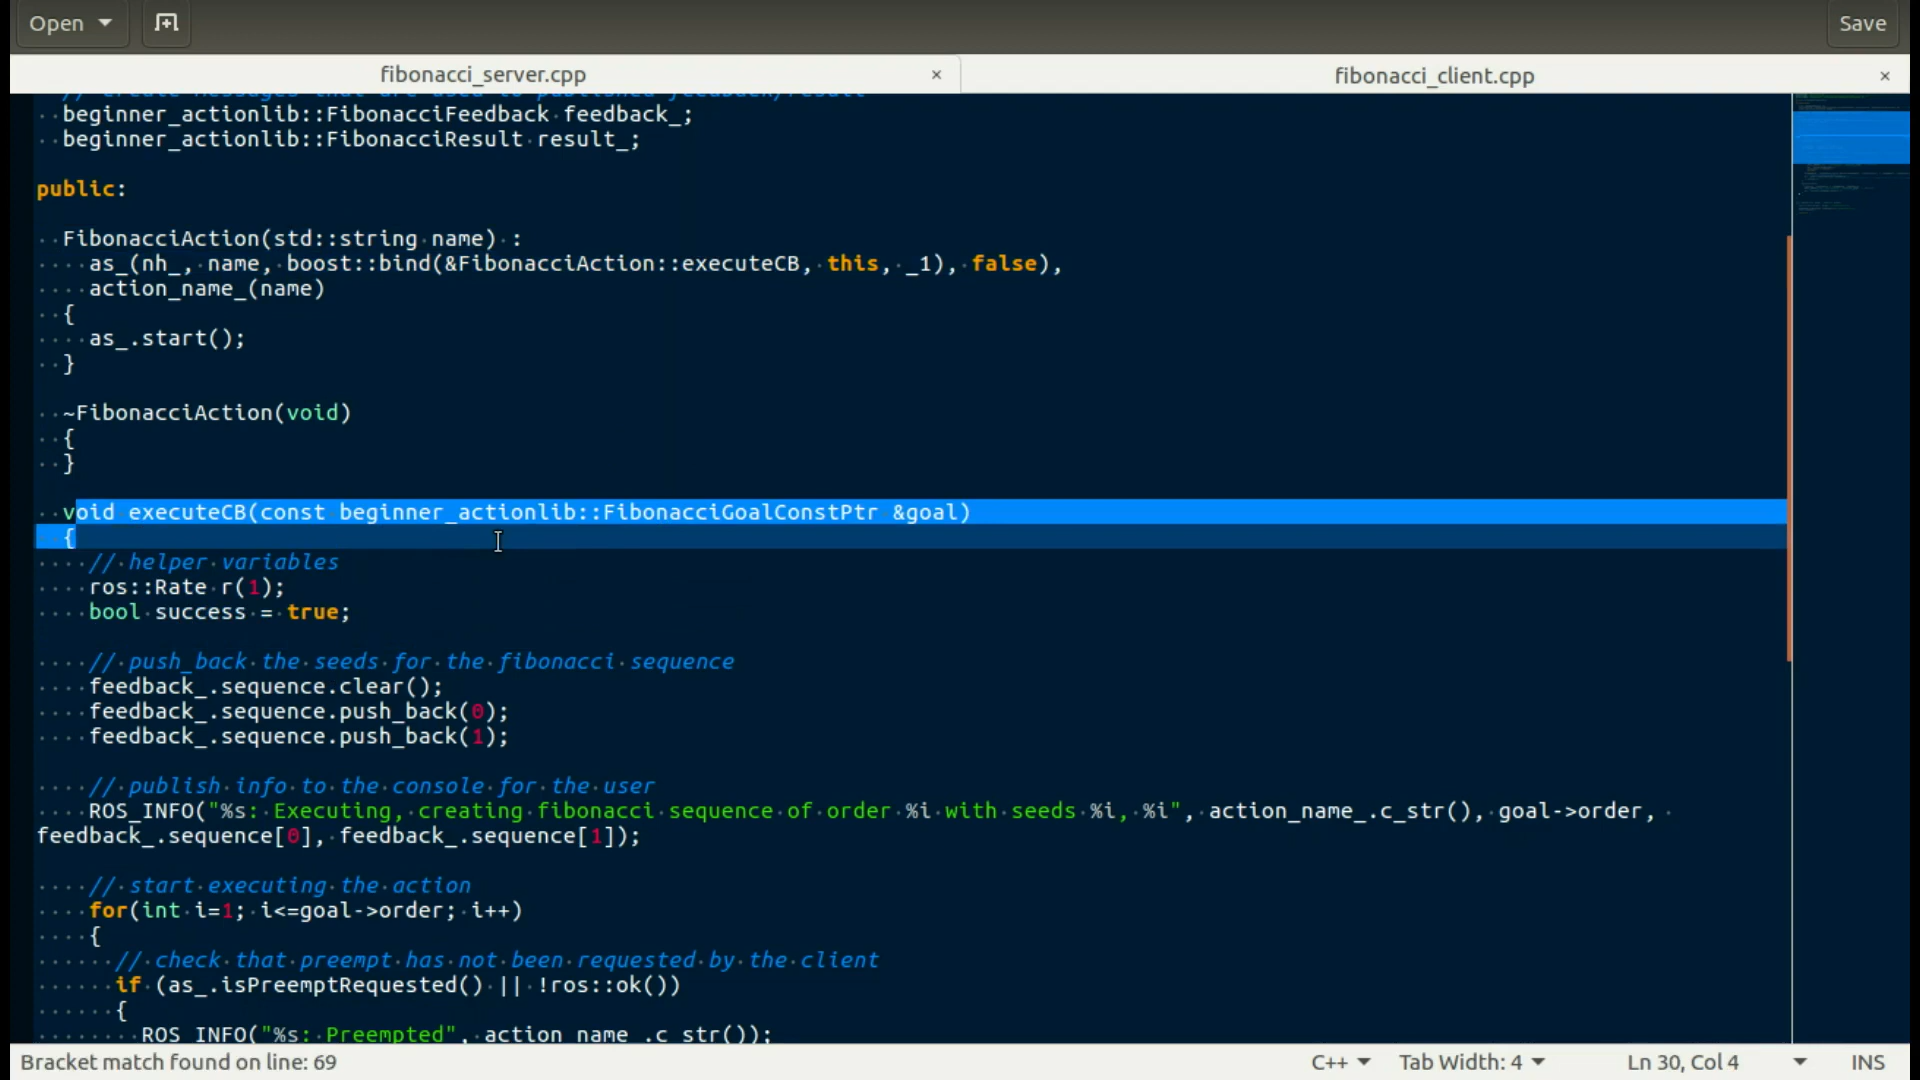 Open
Save
fibonacci_server.cpp ×
fibonacci_client.cpp ×
// create messages that are used to published feedback/result
beginner_actionlib::FibonacciFeedback feedback_;
beginner_actionlib::FibonacciResult result_;
public:
FibonacciAction(std::string name) :
as_(nh_, name, boost::bind(&FibonacciAction::executeCB, this, _1), false),
action_name_(name)
{
as_.start();
}
~FibonacciAction(void)
{
}
void executeCB(const beginner_actionlib::FibonacciGoalConstPtr &goal)
{
// helper variables
ros::Rate r(1);
bool success = true;
// push_back the seeds for the fibonacci sequence
feedback_.sequence.clear();
feedback_.sequence.push_back(0);
feedback_.sequence.push_back(1);
// publish info to the console for the user
ROS_INFO("%s: Executing, creating fibonacci sequence of order %i with seeds %i, %i", action_name_.c_str(), goal->order,
feedback_.sequence[0], feedback_.sequence[1]);
// start executing the action
for(int i=1; i<=goal->order; i++)
{
// check that preempt has not been requested by the client
if (as_.isPreemptRequested() || !ros::ok())
{
ROS_INFO("%s: Preempted", action_name_.c_str());
Bracket match found on line: 69
C++
Tab Width: 4
Ln 30, Col 4
INS